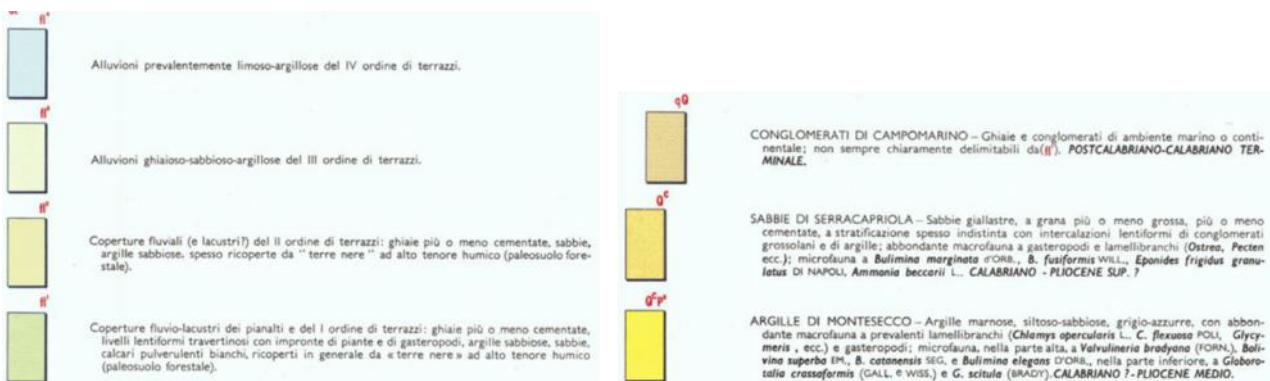 fl⁴
Alluvioni prevalentemente limoso-argillose del IV ordine di terrazzi.
fl³
Alluvioni ghiaioso-sabbioso-argillose del III ordine di terrazzi.
fl²
Coperture fluviali (e lacustri?) del II ordine di terrazzi: ghiaie più o meno cementate, sabbie,
argille sabbiose. spesso ricoperte da " terre nere " ad alto tenore humico (paleosuolo fore-
stale).
fl¹
Coperture fluvio-lacustri dei pianalti e del I ordine di terrazzi: ghiaie più o meno cementate,
livelli lentiformi travertinosi con impronte di piante e di gasteropodi, argille sabbiose, sabbie,
calcari pulverulenti bianchi, ricoperti in generale da « terre nere » ad alto tenore humico
(paleosuolo forestale).
qQ
CONGLOMERATI DI CAMPOMARINO – Ghiaie e conglomerati di ambiente marino o conti-
nentale; non sempre chiaramente delimitabili da(fl¹). POSTCALABRIANO-CALABRIANO TER-
MINALE.
Qᶜ
SABBIE DI SERRACAPRIOLA – Sabbie giallastre, a grana più o meno grossa, più o meno
cementate, a stratificazione spesso indistinta con intercalazioni lentiformi di conglomerati
grossolani e di argille; abbondante macrofauna a gasteropodi e lamellibranchi (Ostrea, Pecten
ecc.); microfauna a Bulimina marginata D'ORB., B. fusiformis WILL., Eponides frigidus granu-
latus DI NAPOLI, Ammonia beccarii L.. CALABRIANO - PLIOCENE SUP. ?
QᶜP²
ARGILLE DI MONTESECCO – Argille marnose, siltoso-sabbiose, grigio-azzurre, con abbon-
dante macrofauna a prevalenti lamellibranchi (Chlamys opercularis L., C. flexuosa POLI, Glycy-
meris , ecc.) e gasteropodi; microfauna, nella parte alta, a Valvulineria bradyana (FORN.), Boli-
vina superba EM., B. catanensis SEG. e Bulimina elegans D'ORB., nella parte inferiore, a Globoro-
talia crassaformis (GALL. e WISS.) e G. scitula (BRADY).CALABRIANO ?-PLIOCENE MEDIO.